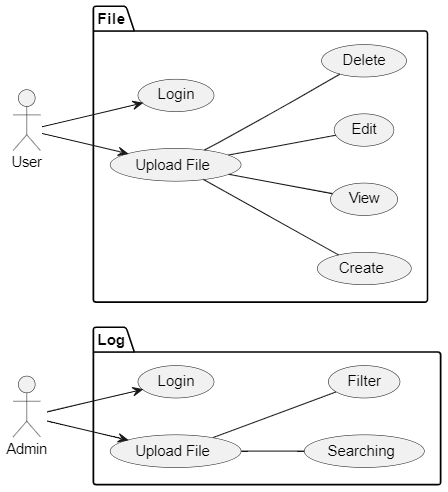 File
Delete
Login
Edit
User
Upload File
View
Create
Log
Login
Filter
Admin
Upload File
Searching